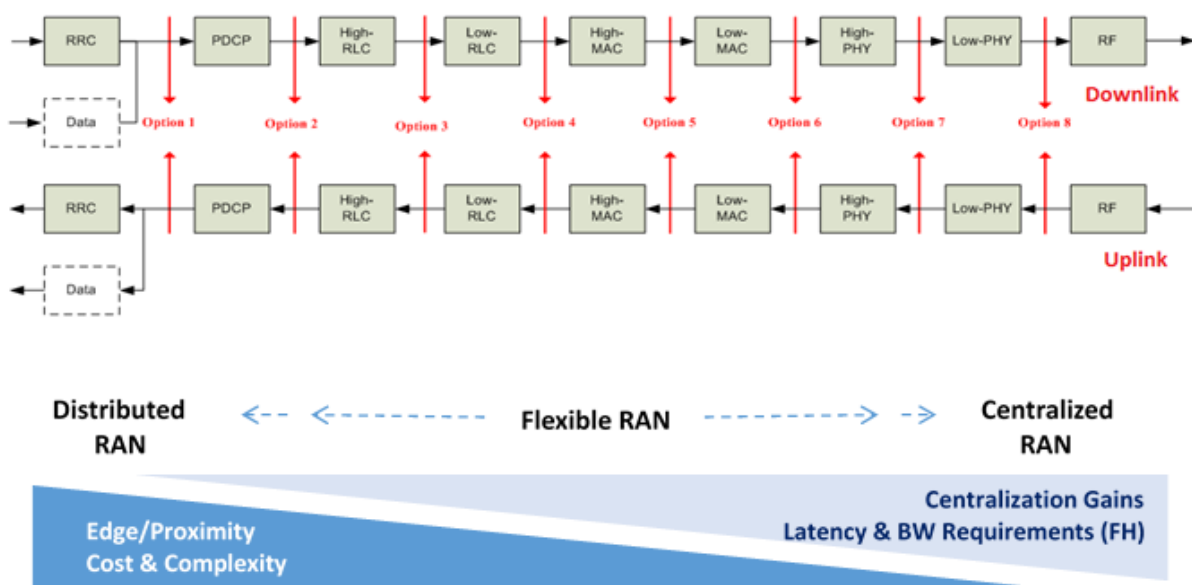 RRC
PDCP
High-
RLC
Low-
RLC
High-
MAC
Low-
MAC
High-
PHY
Low-PHY
RF
Downlink
Data
Option 1
Option 2
Option 3
Option 4
Option 5
Option 6
Option 7
Option 8
RRC
PDCP
High-
RLC
Low-
RLC
High-
MAC
Low-
MAC
High-
PHY
Low-PHY
RF
Uplink
Data
Distributed
RAN
Flexible RAN
Centralized
RAN
Centralization Gains
Latency & BW Requirements (FH)
Edge/Proximity
Cost & Complexity